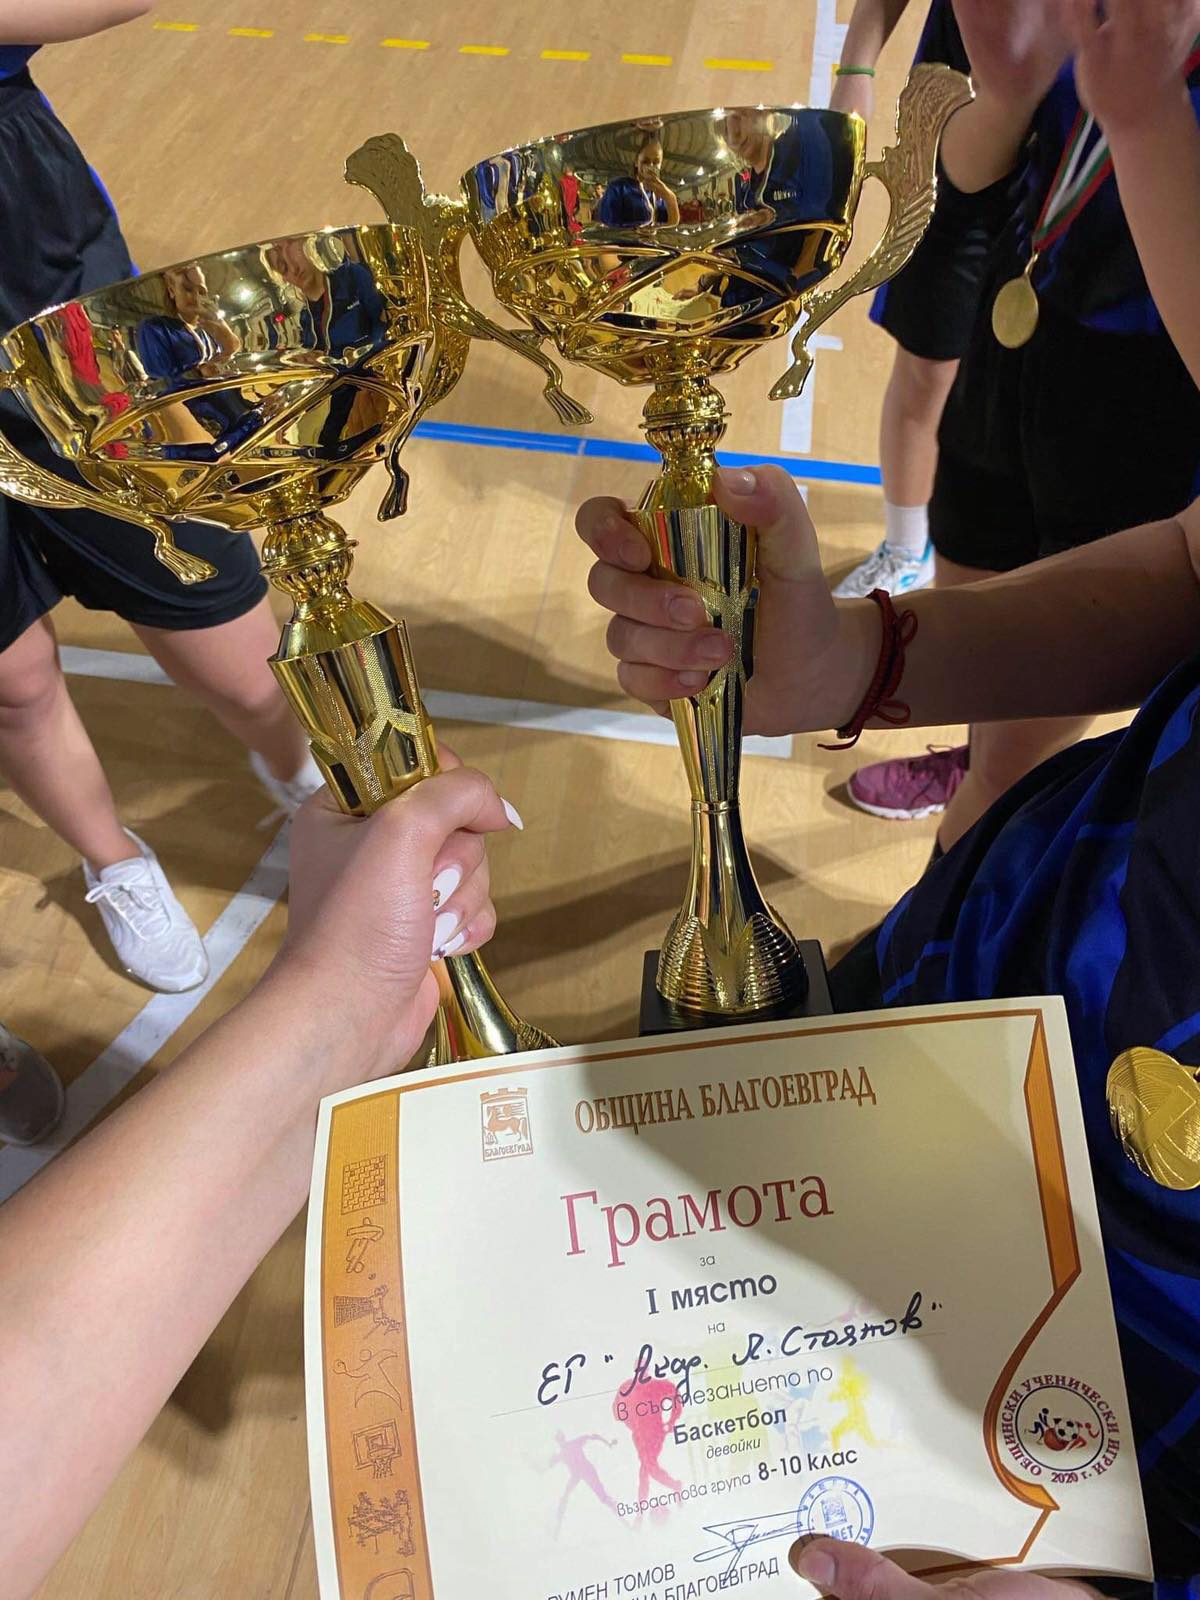 ОБЩИНА БЛАГОЕВГРАД
БЛАГОЕВГРАД
Грамота
за
I място
на
ЕГ "Акад. Л. Стоянов"
в състезанието по
Баскетбол
девойки
възрастова група 8-10 клас
ОБЩИНСКИ УЧЕНИЧЕСКИ ИГРИ
2020 г.
РУМЕН ТОМОВ
БЛАГОЕВГРАД